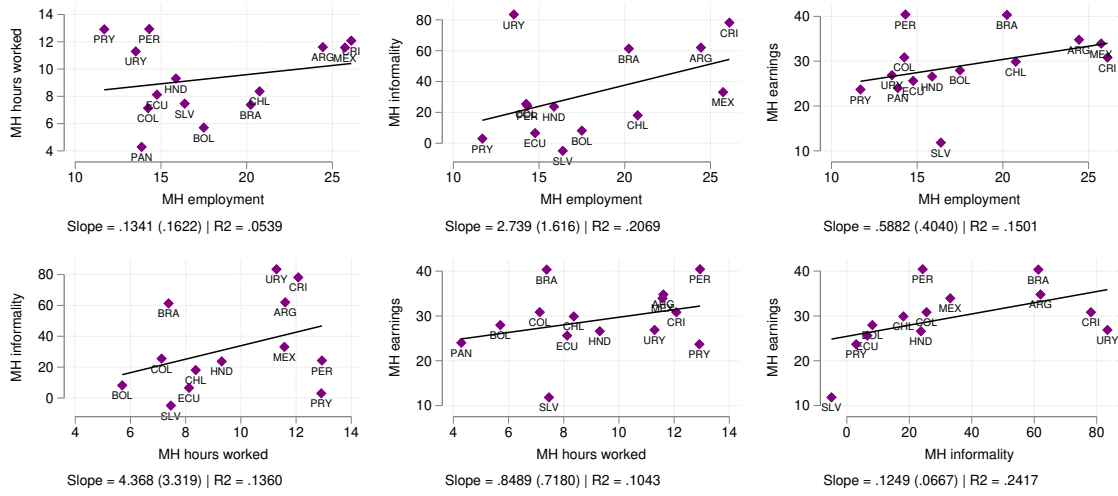 MH hours worked
14
12
10
8
6
4
PRY
PER
URY
ARG
CRI
MEX
HND
ECU
CHL
COL
SLV
BRA
BOL
PAN
10
15
20
25
MH employment
Slope = .1341 (.1622) | R2 = .0539
MH informality
80
60
40
20
0
URY
CRI
BRA
ARG
MEX
COL
PER
HND
CHL
ECU
BOL
PRY
SLV
10
15
20
25
MH employment
Slope = 2.739 (1.616) | R2 = .2069
MH earnings
40
30
20
10
PER
BRA
ARG
MEX
COL
CRI
CHL
URY
BOL
HND
ECU
PAN
PRY
SLV
10
15
20
25
MH employment
Slope = .5882 (.4040) | R2 = .1501
MH informality
80
60
40
20
0
URY
CRI
BRA
ARG
MEX
COL
HND
PER
CHL
BOL
ECU
PRY
SLV
4
6
8
10
12
14
MH hours worked
Slope = 4.368 (3.319) | R2 = .1360
MH earnings
40
30
20
10
BRA
PER
ARG
MEX
COL
CHL
CRI
BOL
ECU
HND
URY
PAN
PRY
SLV
4
6
8
10
12
14
MH hours worked
Slope = .8489 (.7180) | R2 = .1043
MH earnings
40
30
20
10
PER
BRA
MEX
ARG
CHL
COL
CRI
BOL
ECU
HND
PRY
URY
SLV
0
20
40
60
80
MH informality
Slope = .1249 (.0667) | R2 = .2417